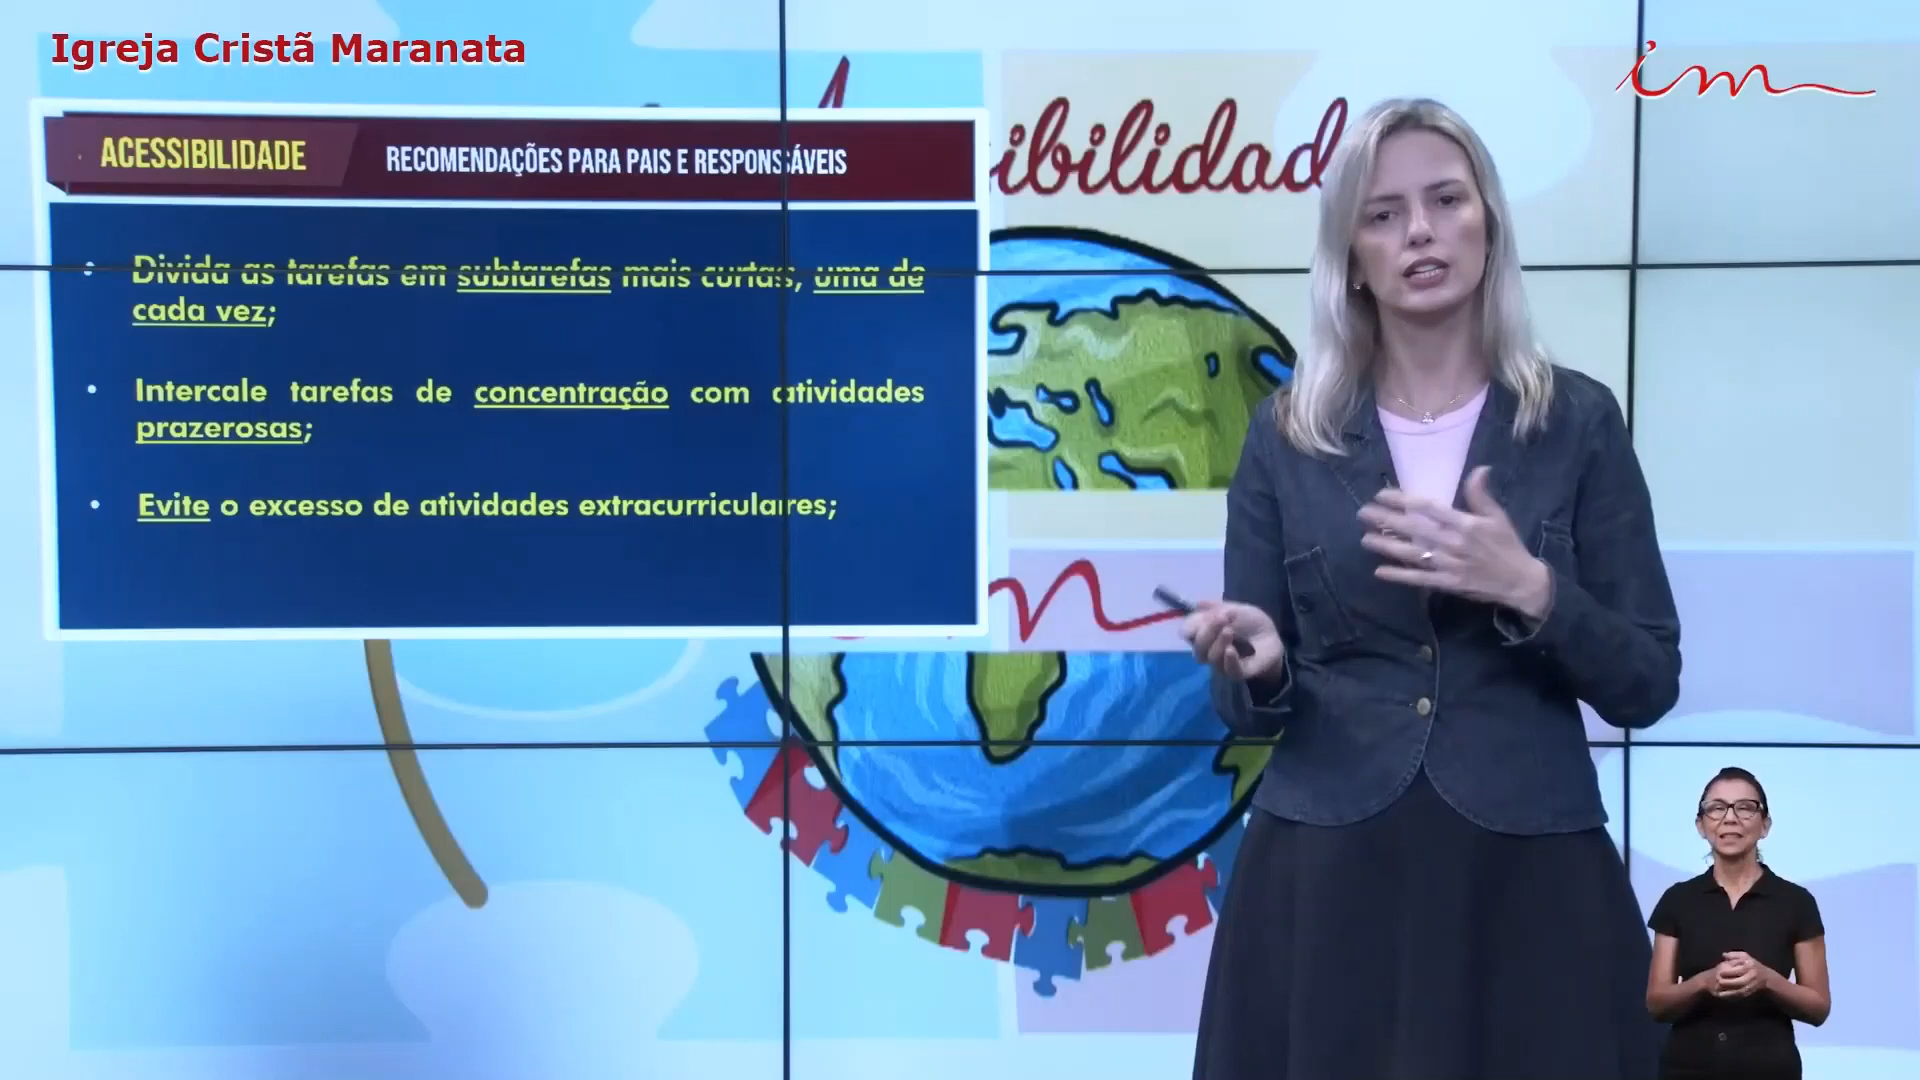 Igreja Cristã Maranata
im
ACESSIBILIDADE
RECOMENDAÇÕES PARA PAIS E RESPONSÁVEIS
ibilidad
• Divida as tarefas em subtarefas mais curtas, uma de
cada vez;
• Intercale tarefas de concentração com atividades
prazerosas;
• Evite o excesso de atividades extracurriculares;